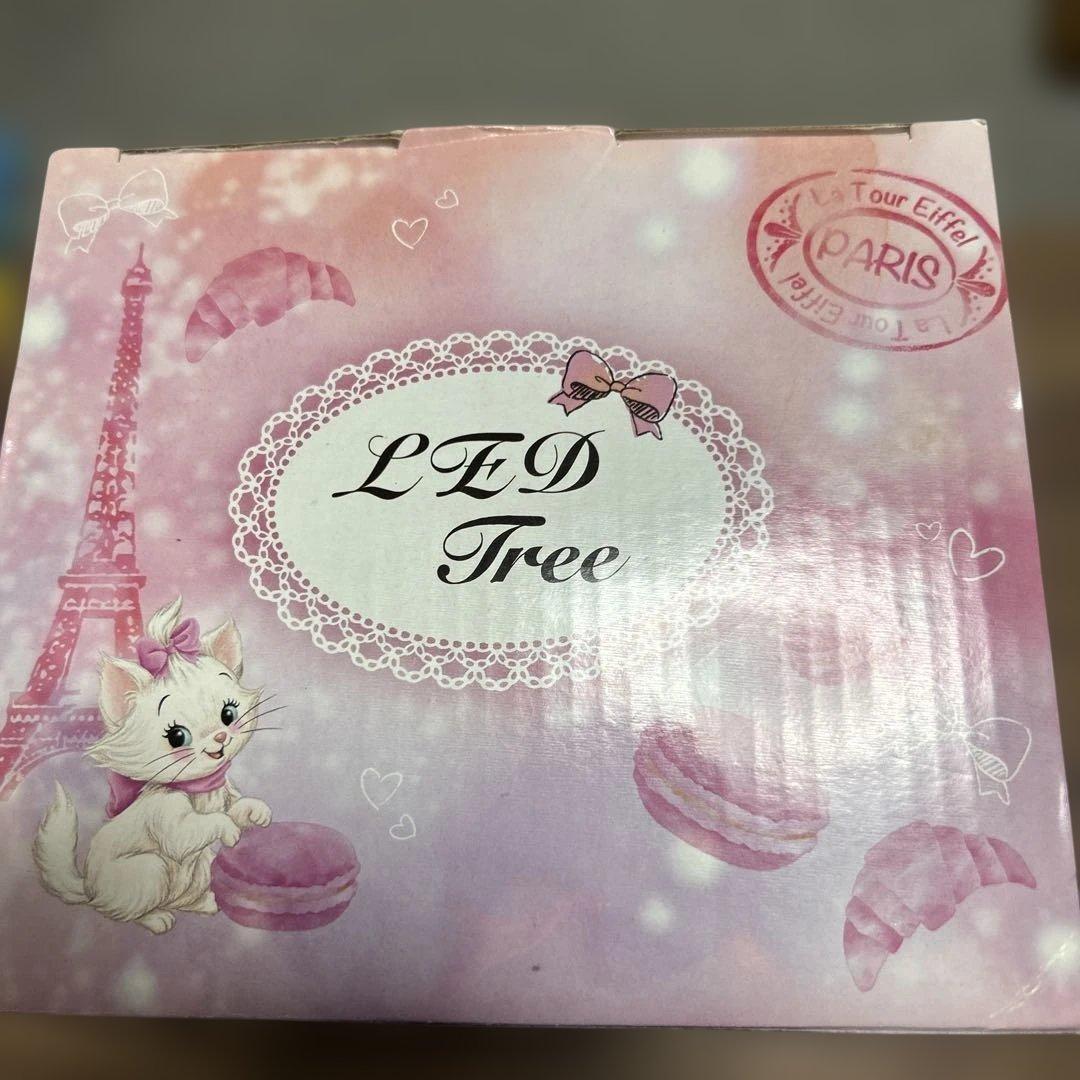 La Tour Eiffel
PARIS
La Tour Eiffel
LED
Tree